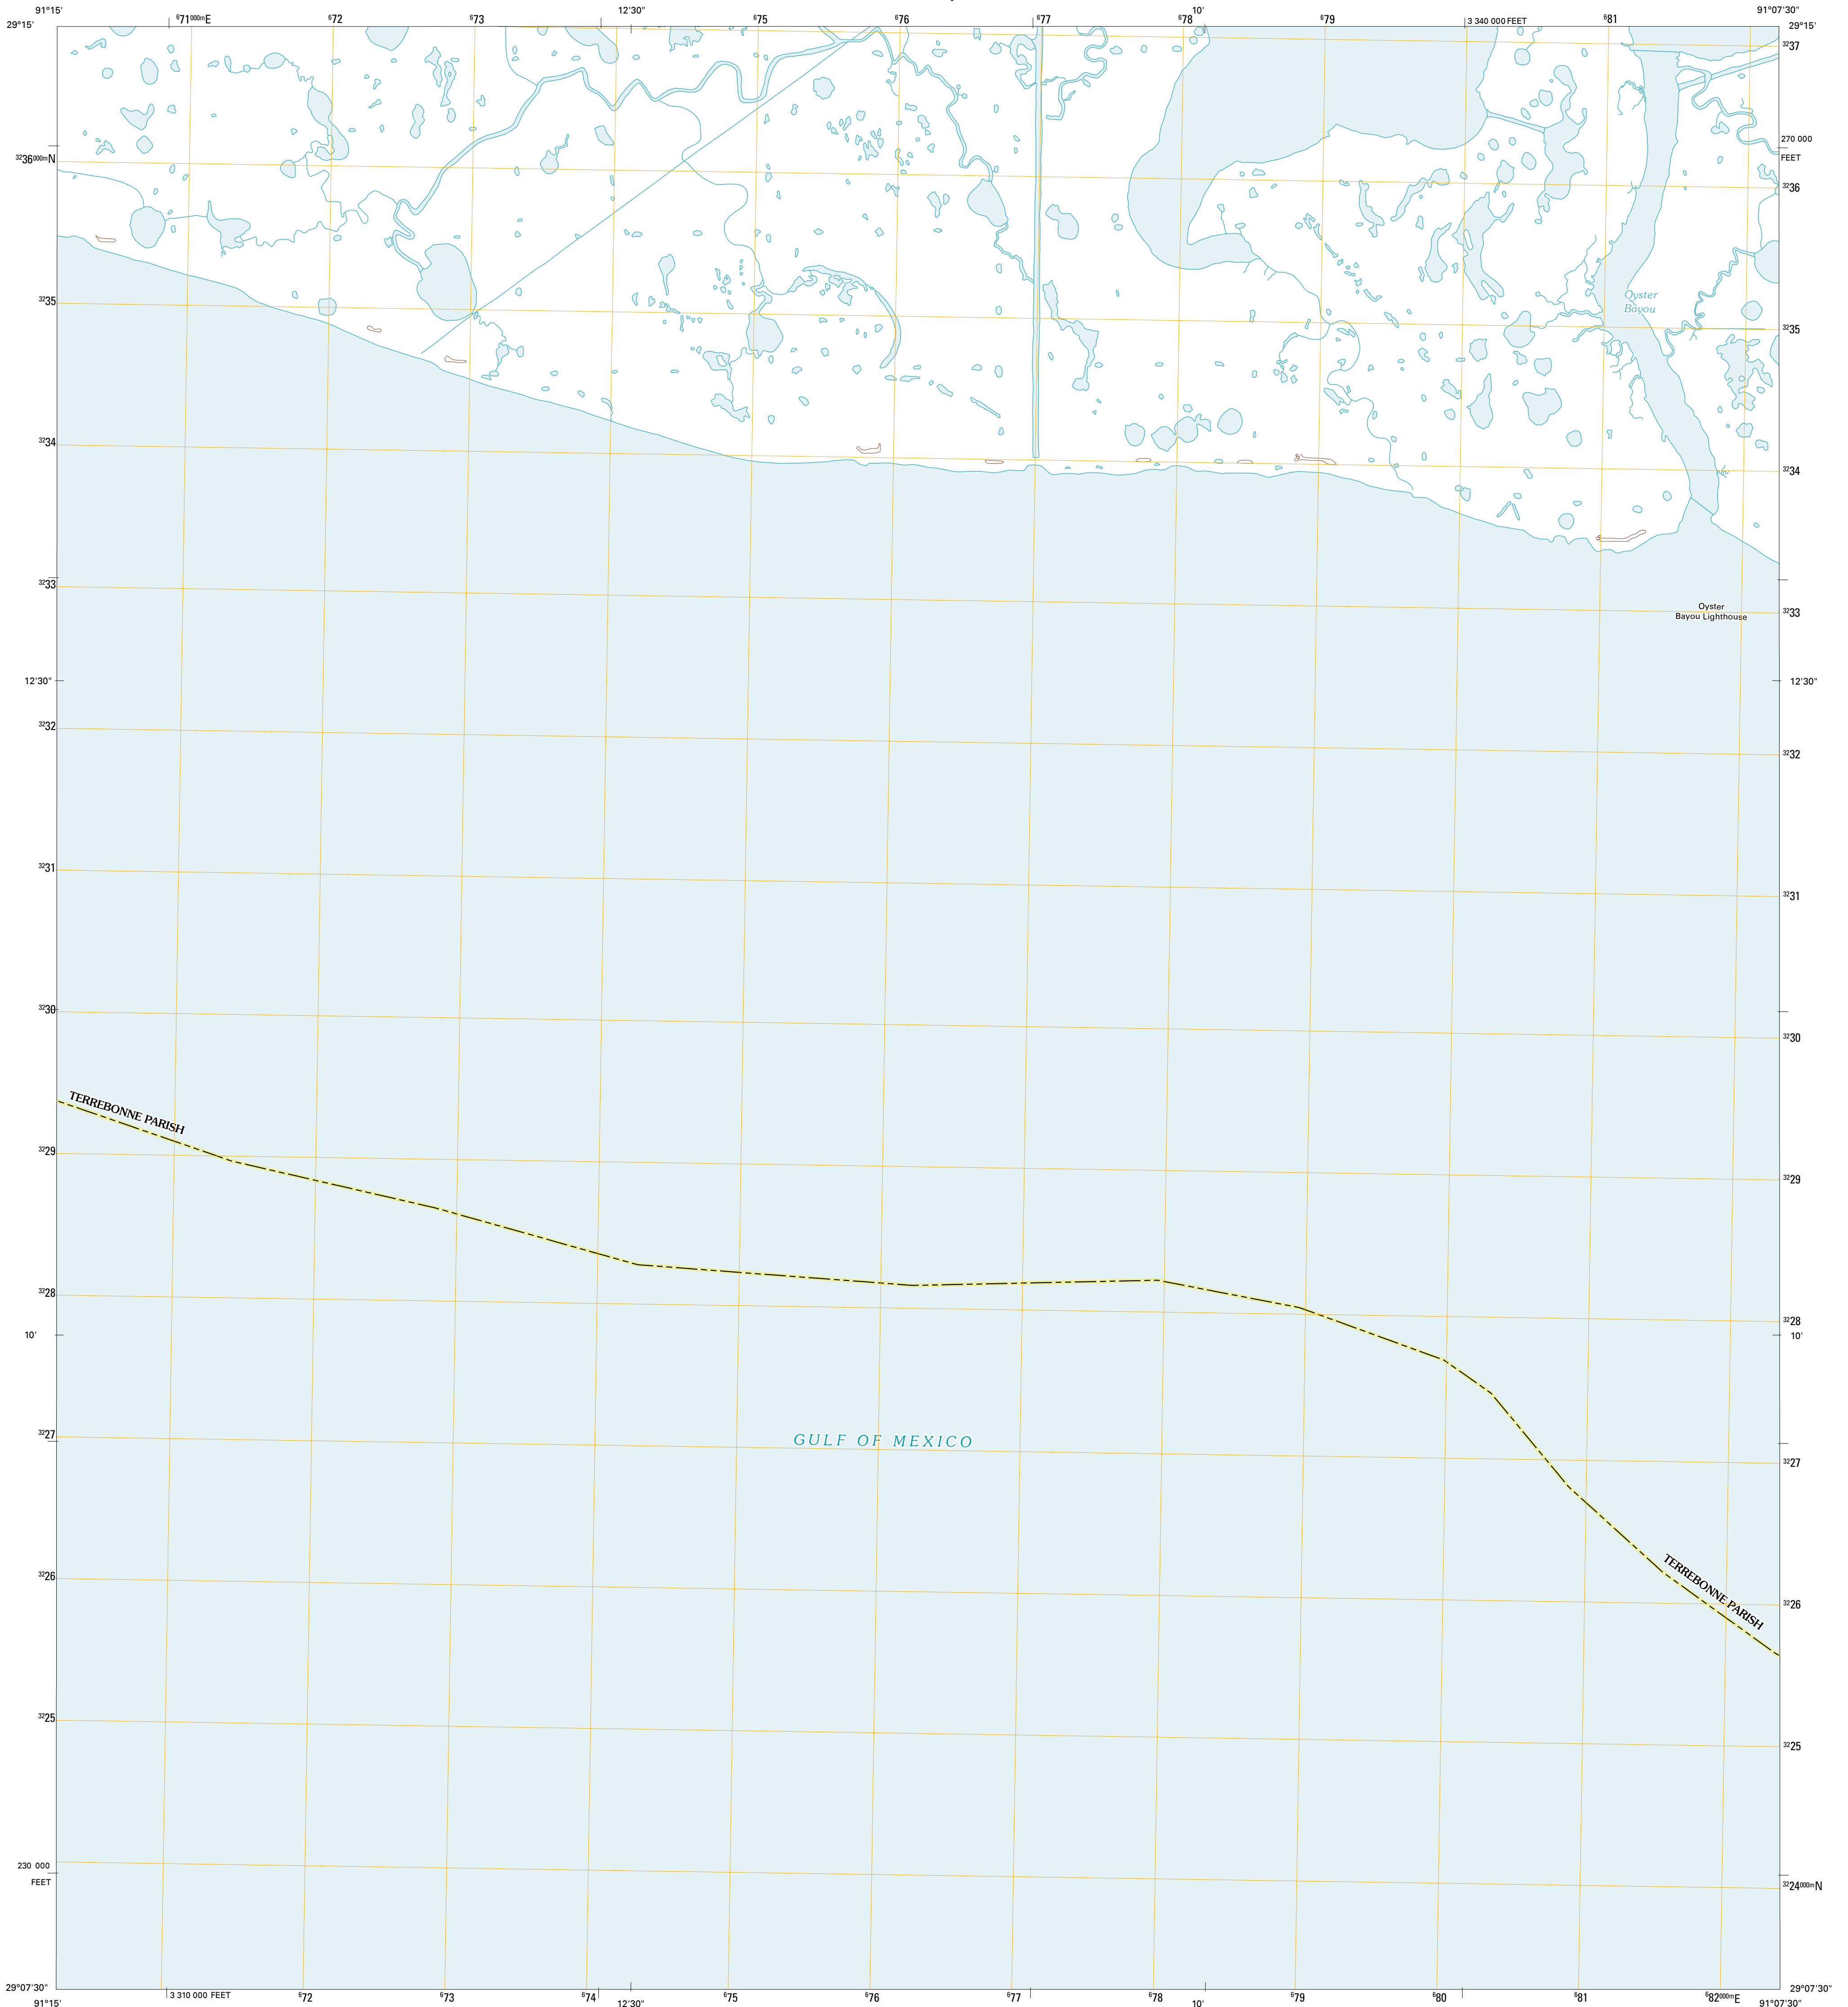 91°15' 12'30" 10' 91°07'30"
⁶71⁰⁰⁰ᵐE ⁶72 ⁶73 ⁶75 ⁶76 ⁶77 ⁶78 ⁶79 3 340 000 FEET ⁶81
29°15' 29°15'
³²37
270 000
FEET
³²36⁰⁰⁰ᵐN
³²36
Oyster
Bayou
³²35
³²35
³²34
³²34
³²33
Oyster
Bayou Lighthouse
³²33
12'30" 12'30"
³²32
³²32
³²31
³²31
³²30
³²30
TERREBONNE PARISH
³²29
³²29
³²28
³²28
10' 10'
³²27
GULF OF MEXICO
³²27
TERREBONNE PARISH
³²26
³²26
³²25
³²25
230 000
FEET
³²24⁰⁰⁰ᵐN
29°07'30" 29°07'30"
3 310 000 FEET ⁶72 ⁶73 ⁶74 ⁶75 ⁶76 ⁶77 ⁶78 ⁶79 ⁶80 ⁶81 ⁶82⁰⁰⁰ᵐE
91°15' 12'30" 10' 91°07'30"